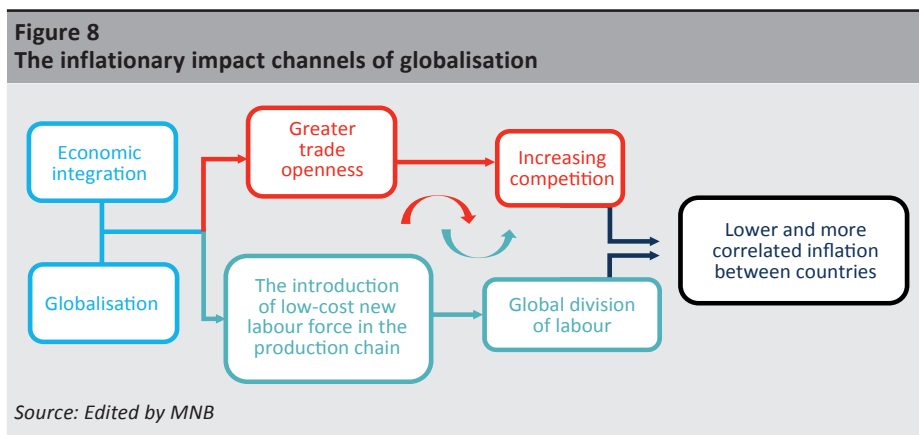 Figure 8
The inflationary impact channels of globalisation
Economic
integration
Globalisation
Greater
trade
openness
Increasing
competition
The introduction
of low-cost new
labour force in the
production chain
Global division
of labour
Lower and more
correlated inflation
between countries
Source: Edited by MNB